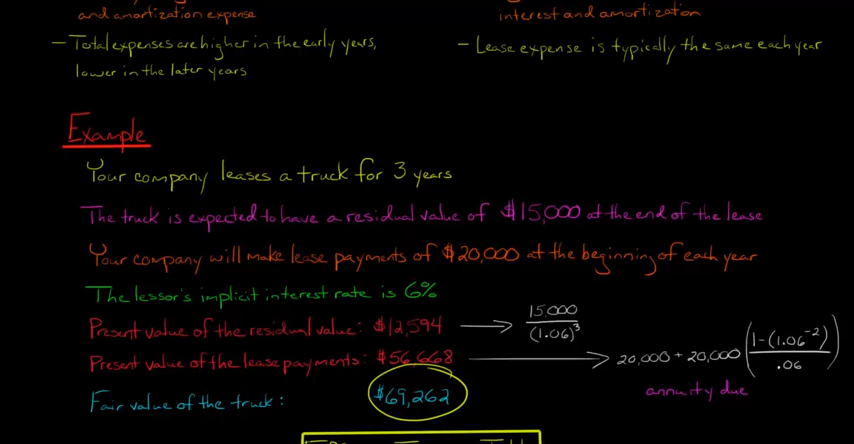 and amortization expense
interest and amortization
- Total expenses are higher in the early years,
lower in the later years
- Lease expense is typically the same each year
Example
Your company leases a truck for 3 years
The truck is expected to have a residual value of $15,000 at the end of the lease
Your company will make lease payments of $20,000 at the beginning of each year
The lessor's implicit interest rate is 6%
Present value of the residual value: $12,594 → 15,000 / (1.06)³
Present value of the lease payments: $56,668 → 20,000 + 20,000 (1-(1.06⁻²) / .06)
annuity due
Fair value of the truck: $69,262